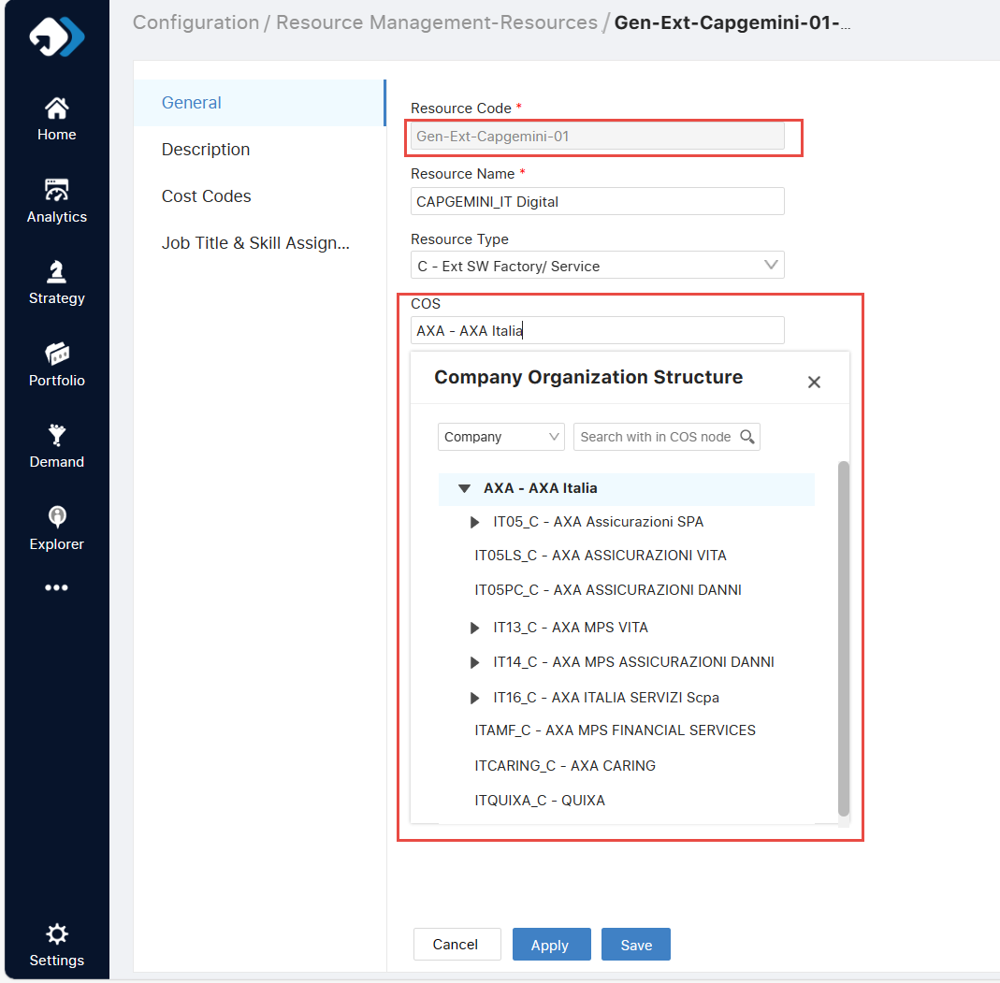 Configuration / Resource Management-Resources / Gen-Ext-Capgemini-01-...
Home
Analytics
Strategy
Portfolio
Demand
Explorer
Settings
General
Description
Cost Codes
Job Title & Skill Assign...
Resource Code *
Gen-Ext-Capgemini-01
Resource Name *
CAPGEMINI_IT Digital
Resource Type
C - Ext SW Factory/ Service
COS
AXA - AXA Italia
Company Organization Structure
Company Search with in COS node
AXA - AXA Italia
IT05_C - AXA Assicurazioni SPA
IT05LS_C - AXA ASSICURAZIONI VITA
IT05PC_C - AXA ASSICURAZIONI DANNI
IT13_C - AXA MPS VITA
IT14_C - AXA MPS ASSICURAZIONI DANNI
IT16_C - AXA ITALIA SERVIZI Scpa
ITAMF_C - AXA MPS FINANCIAL SERVICES
ITCARING_C - AXA CARING
ITQUIXA_C - QUIXA
Cancel Apply Save